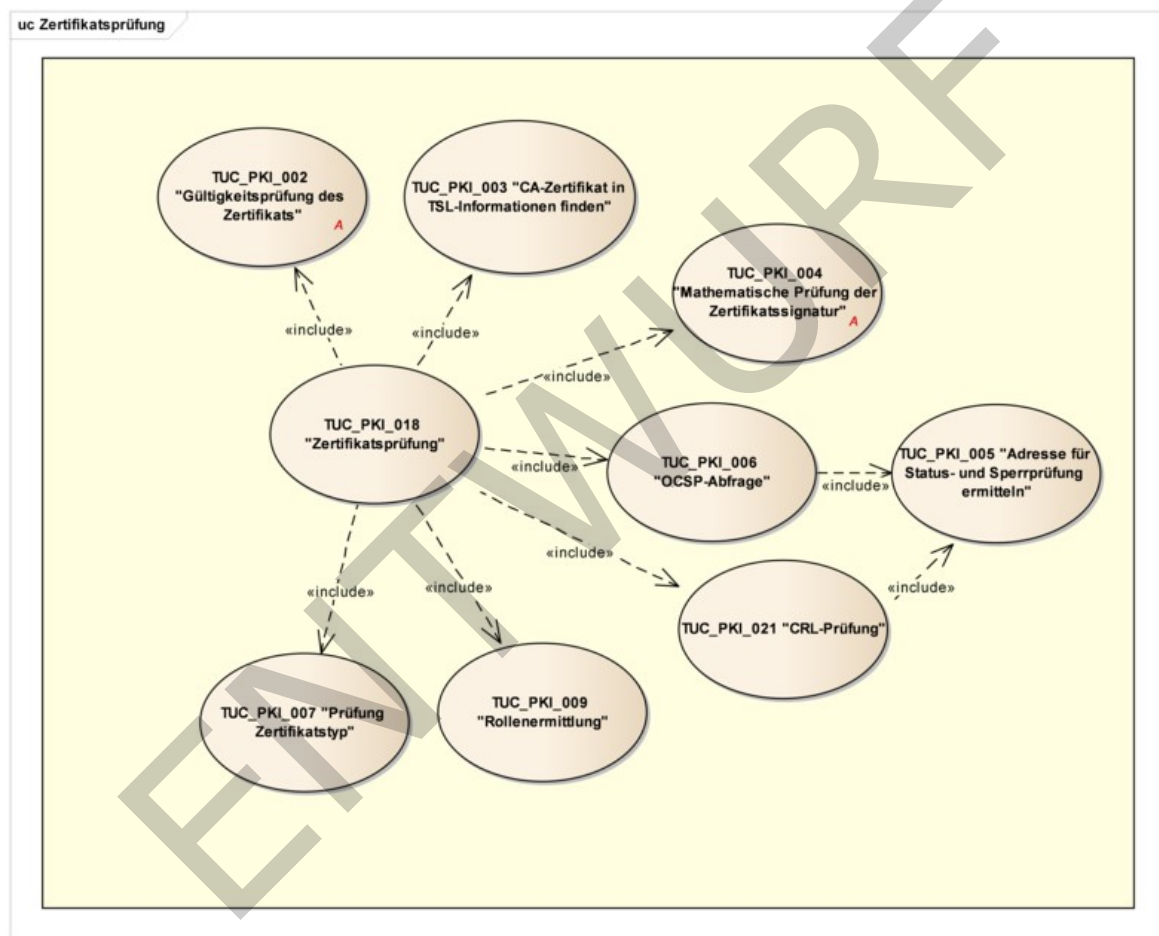 uc Zertifikatsprüfung
TUC_PKI_002
"Gültigkeitsprüfung des
Zertifikats"
A
TUC_PKI_003 "CA-Zertifikat in
TSL-Informationen finden"
TUC_PKI_004
"Mathematische Prüfung der
Zertifikatssignatur"
A
«include»
«include»
«include»
TUC_PKI_018
"Zertifikatsprüfung"
TUC_PKI_006
"OCSP-Abfrage"
TUC_PKI_005 "Adresse für
Status- und Sperrprüfung
ermitteln"
«include»
«include»
«include»
«include»
«include»
«include»
TUC_PKI_021 "CRL-Prüfung"
TUC_PKI_007 "Prüfung
Zertifikatstyp"
TUC_PKI_009
"Rollenermittlung"
ENTWURF